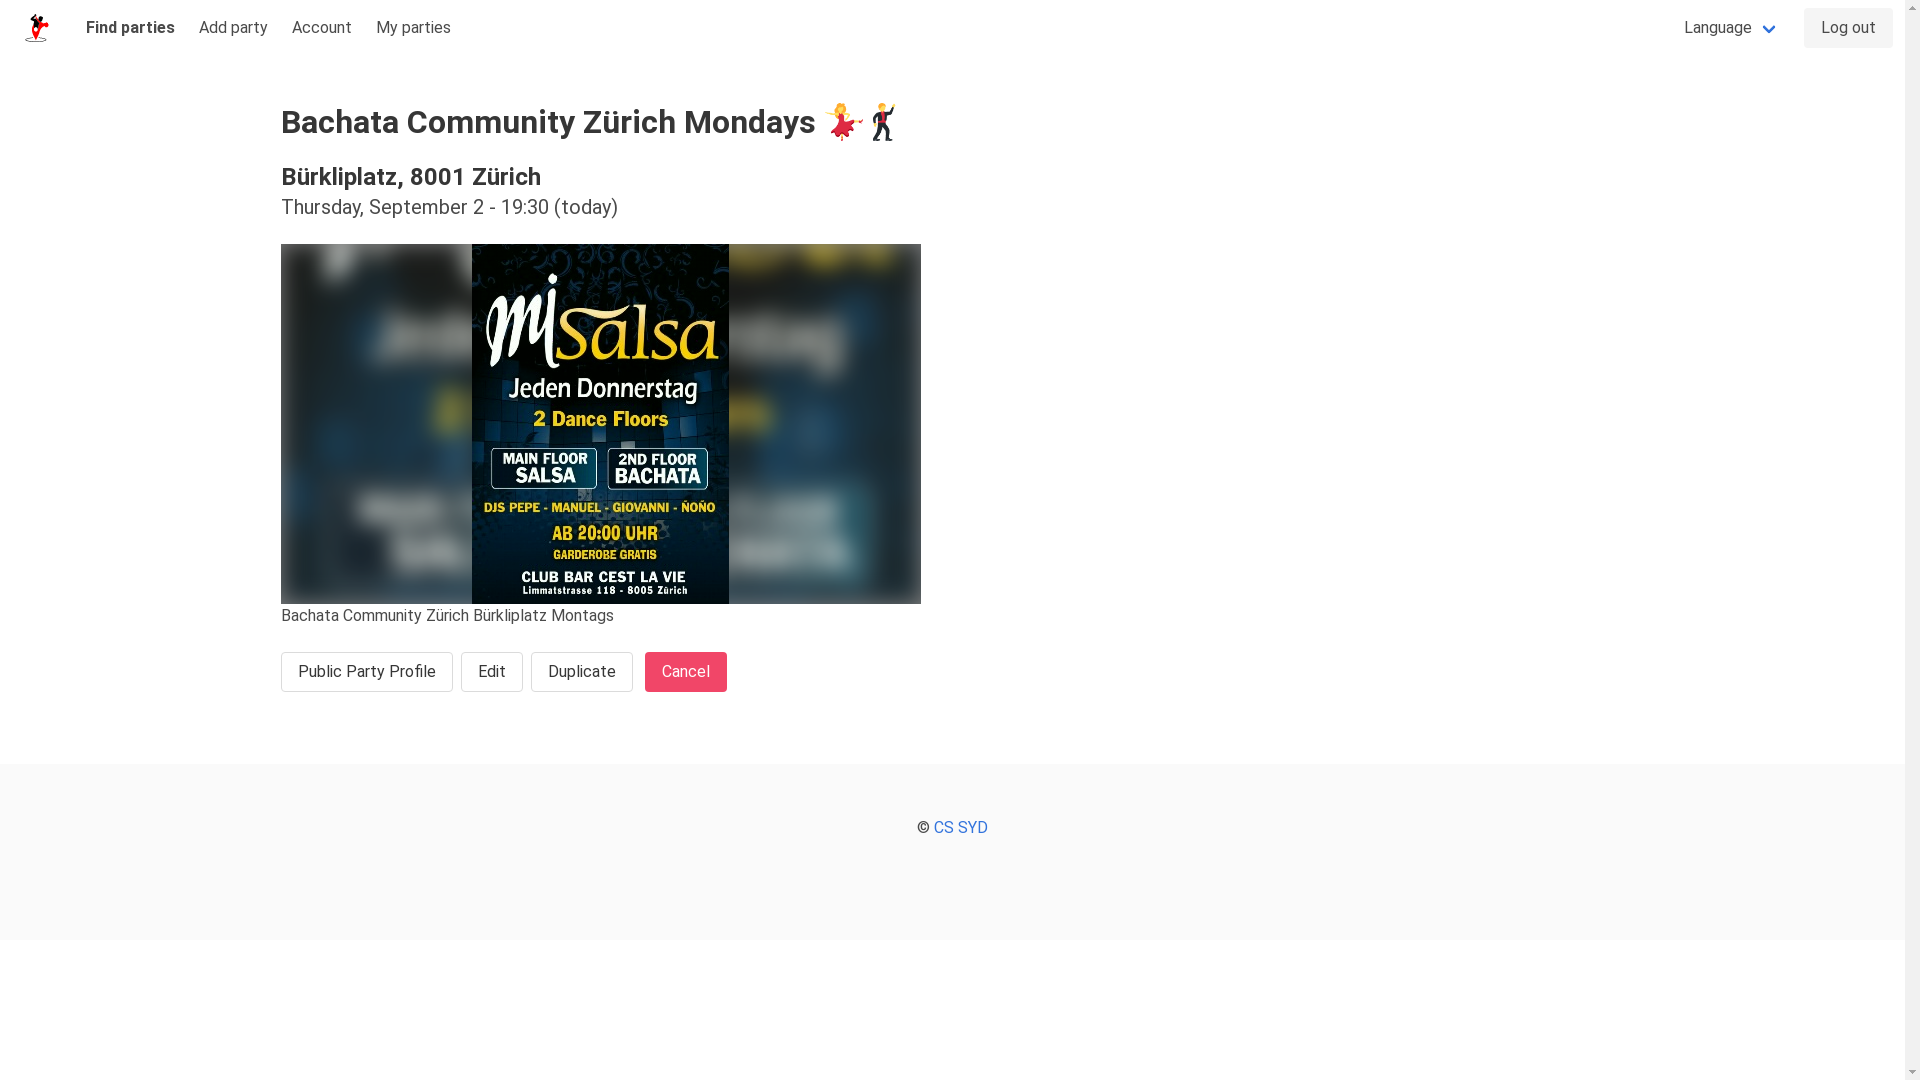 Find parties Add party Account My parties Language Log out
Bachata Community Zürich Mondays 💃🕺
Bürkliplatz, 8001 Zürich
Thursday, September 2 - 19:30 (today)
mi Salsa
Jeden Donnerstag
2 Dance Floors
MAIN FLOOR
SALSA
2ND FLOOR
BACHATA
DJS PEPE - MANUEL - GIOVANNI - ÑOÑO
AB 20:00 UHR
GARDEROBE GRATIS
CLUB BAR CEST LA VIE
Limmatstrasse 118 - 8005 Zürich
Bachata Community Zürich Bürkliplatz Montags
Public Party Profile Edit Duplicate Cancel
© CS SYD